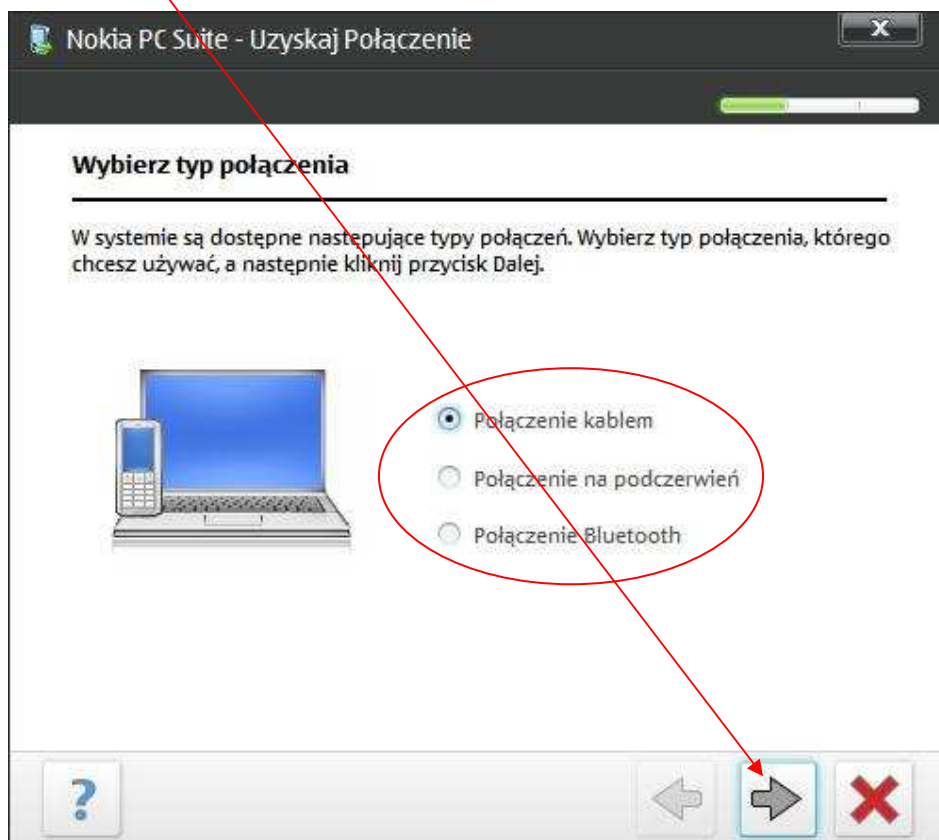 Nokia PC Suite - Uzyskaj Połączenie
Wybierz typ połączenia
W systemie są dostępne nastepujące typy połączeń. Wybierz typ połączenia, którego
chcesz używać, a następnie kliknij przycisk Dalej.
Połączenie kablem
Połączenie na podczerwień
Połączenie Bluetooth